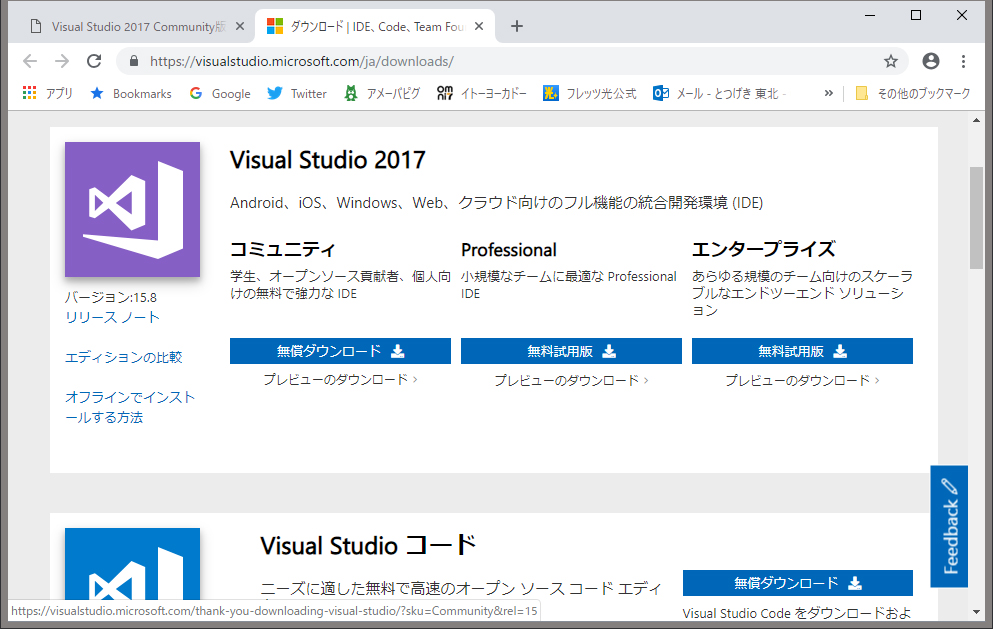 Visual Studio 2017 Community版
ダウンロード | IDE、Code、Team Fou
https://visualstudio.microsoft.com/ja/downloads/
アプリ Bookmarks Google Twitter アメーバピグ イトーヨーカドー フレッツ光公式 メール - とつげき 東北 - » その他のブックマーク
Visual Studio 2017
Android、iOS、Windows、Web、クラウド向けのフル機能の統合開発環境 (IDE)
バージョン:15.8
リリース ノート
エディションの比較
オフラインでインスト
ールする方法
コミュニティ
学生、オープンソース貢献者、個人向
けの無料で強力な IDE
無償ダウンロード
プレビューのダウンロード ›
Professional
小規模なチームに最適な Professional
IDE
無料試用版
プレビューのダウンロード ›
エンタープライズ
あらゆる規模のチーム向けのスケーラ
ブルなエンドツーエンド ソリューシ
ョン
無料試用版
プレビューのダウンロード ›
Feedback
Visual Studio コード
ニーズに適した無料で高速のオープン ソース コード エディ
無償ダウンロード
Visual Studio Code をダウンロードおよ
https://visualstudio.microsoft.com/thank-you-downloading-visual-studio/?sku=Community&rel=15